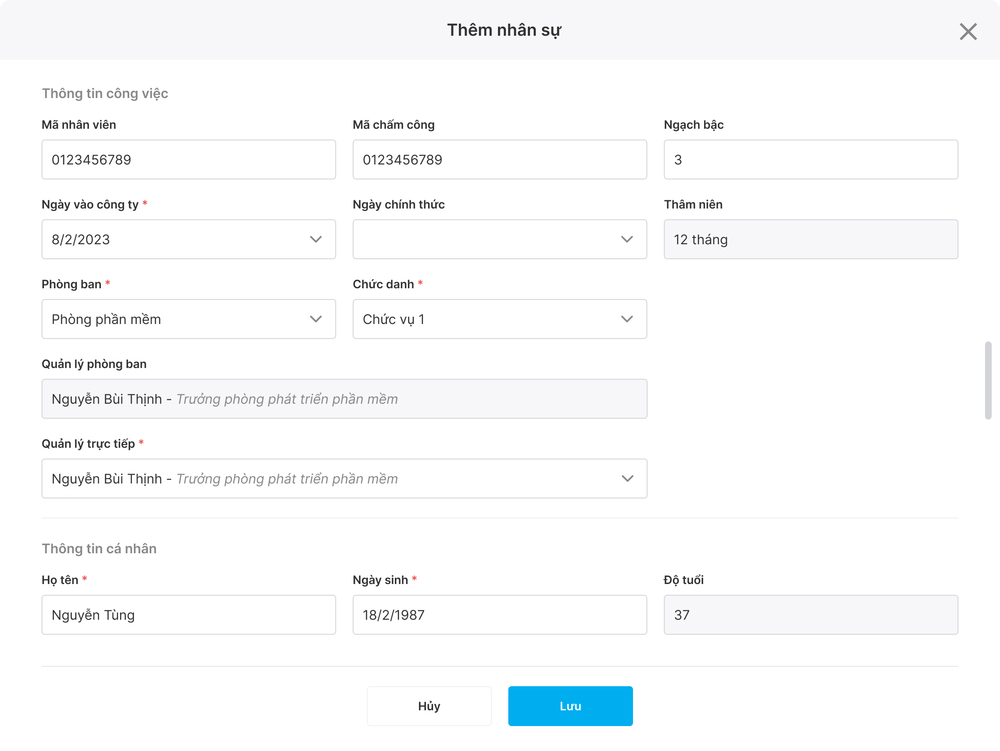 Thêm nhân sự
Thông tin công việc
Mã nhân viên
Mã chấm công
Ngạch bậc
0123456789
0123456789
3
Ngày vào công ty *
Ngày chính thức
Thâm niên
8/2/2023
12 tháng
Phòng ban *
Chức danh *
Phòng phần mềm
Chức vụ 1
Quản lý phòng ban
Nguyễn Bùi Thịnh - Trưởng phòng phát triển phần mềm
Quản lý trực tiếp *
Nguyễn Bùi Thịnh - Trưởng phòng phát triển phần mềm
Thông tin cá nhân
Họ tên *
Ngày sinh *
Độ tuổi
Nguyễn Tùng
18/2/1987
37
Hủy
Lưu